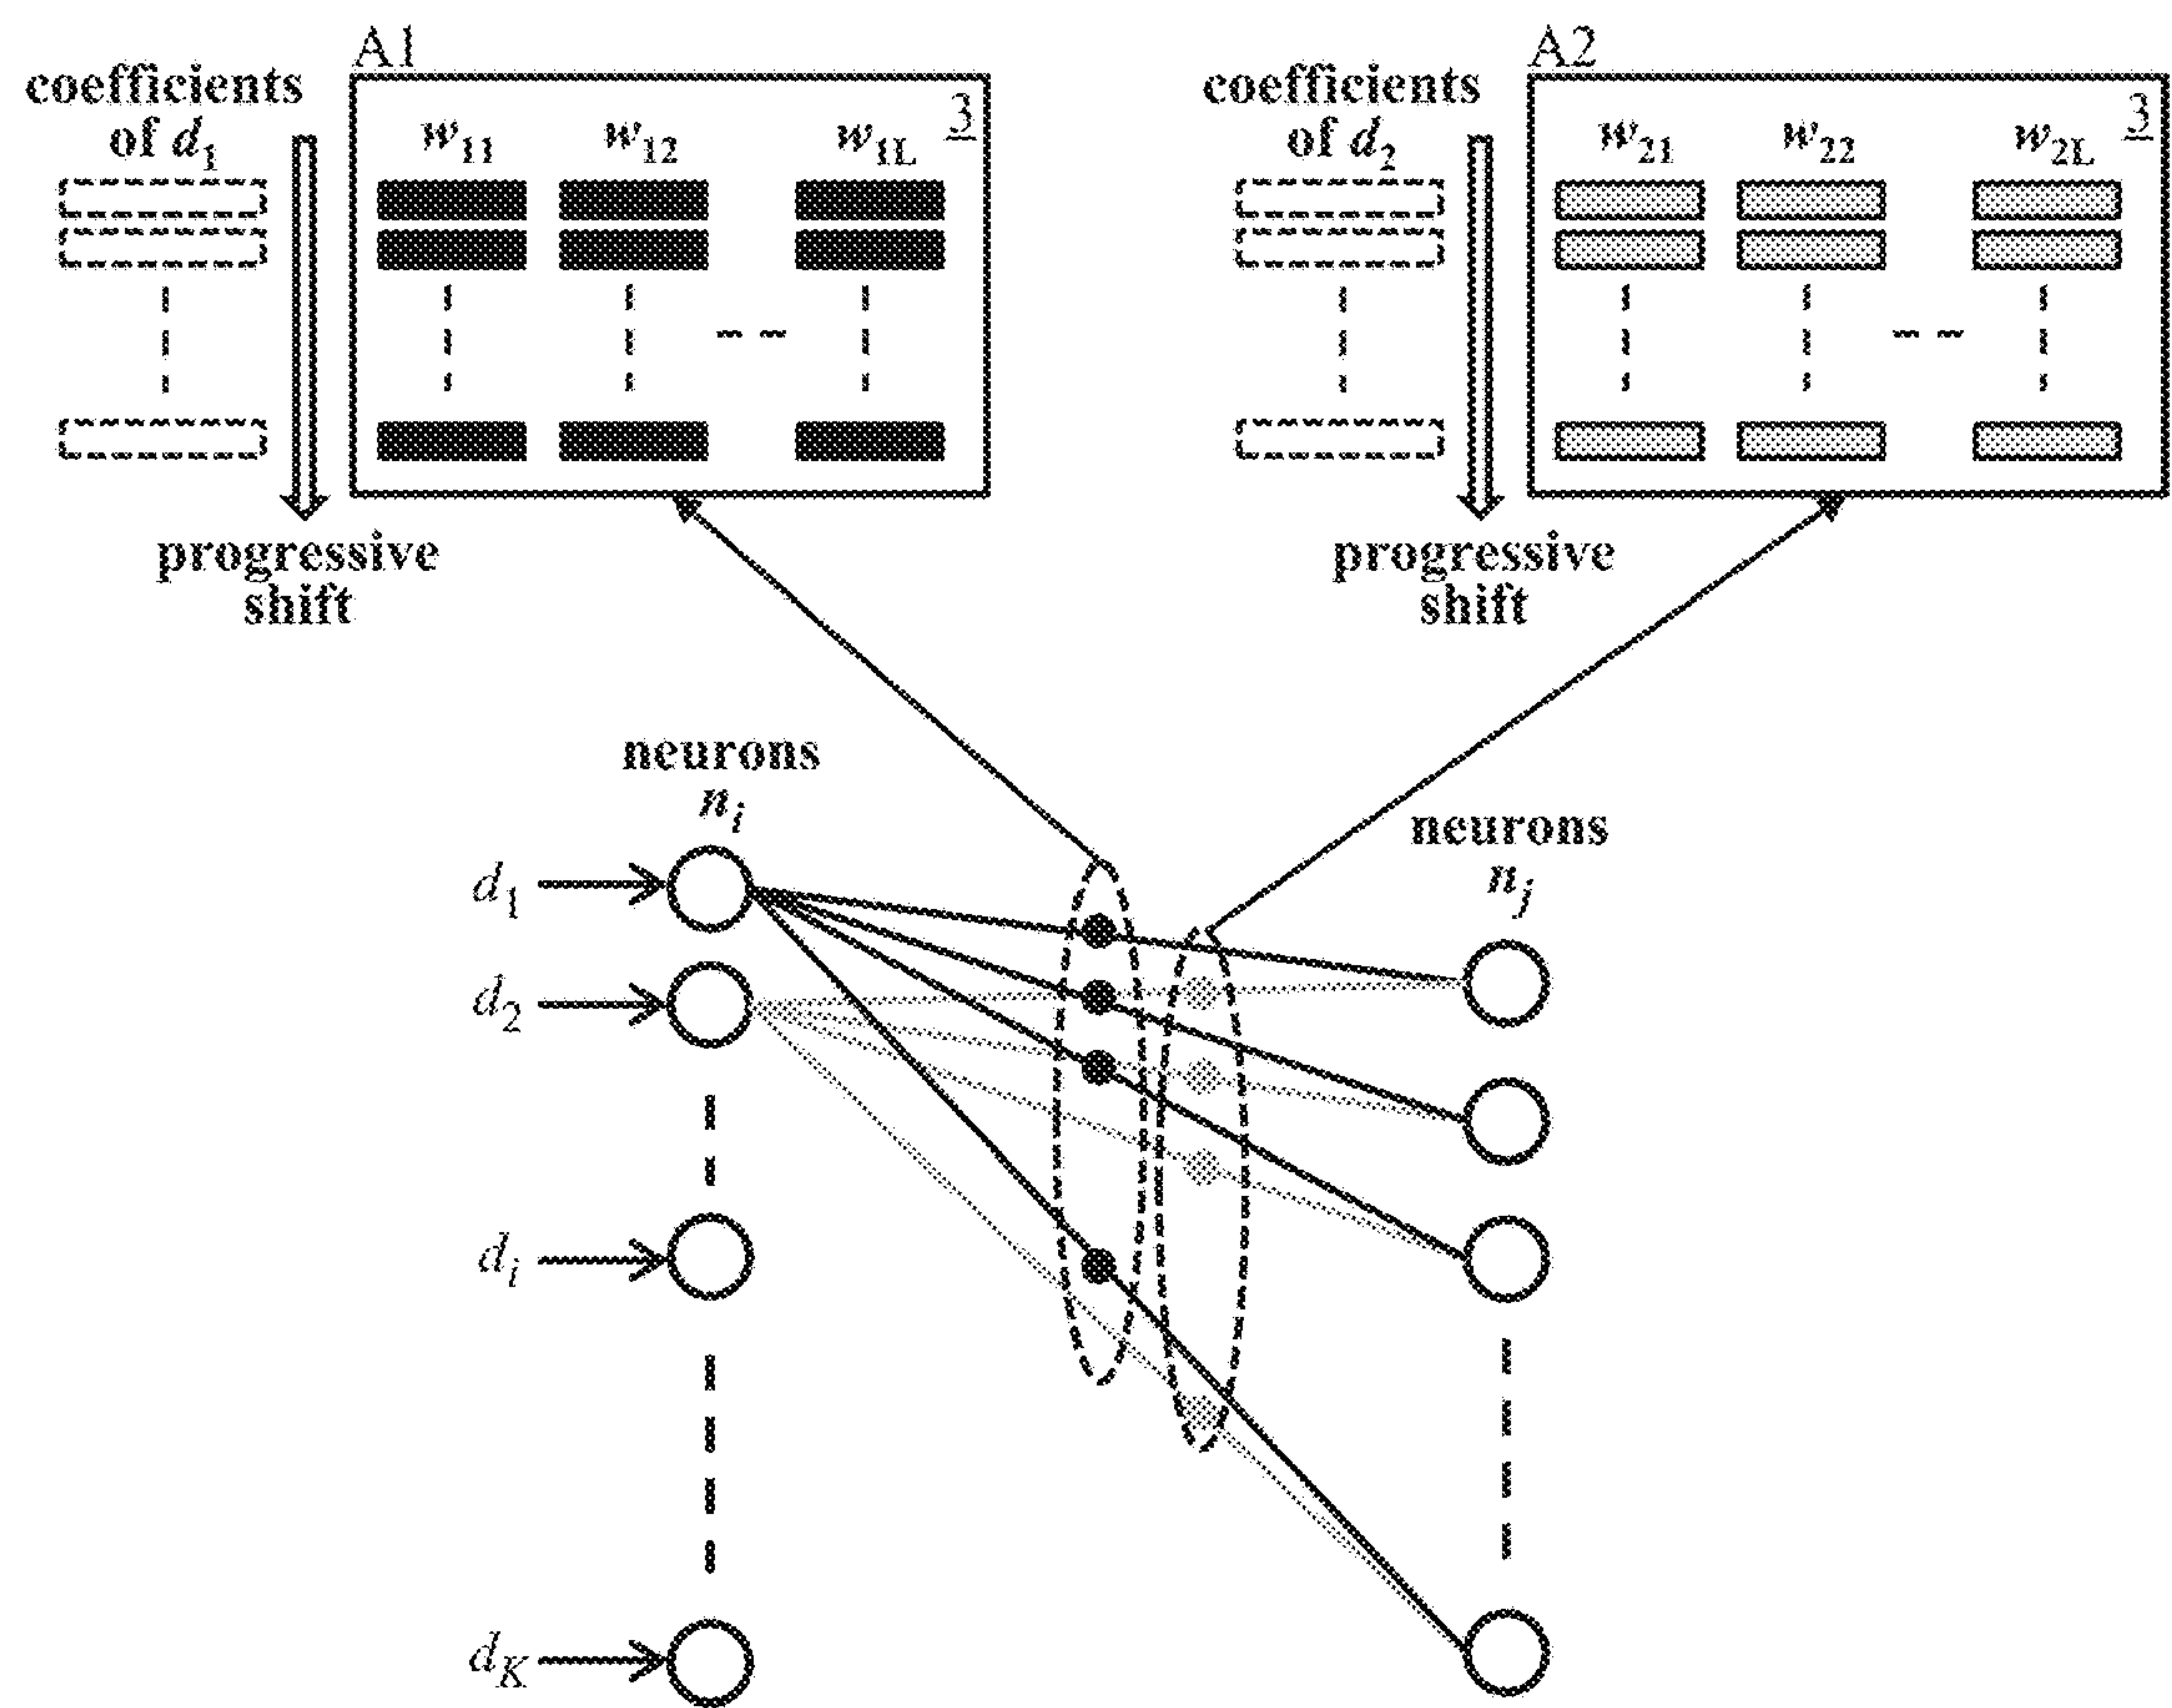 A1
coefficients
of d₁
3
w₁₁ w₁₂ w₁L
progressive
shift
A2
coefficients
of d₂
3
w₂₁ w₂₂ w₂L
progressive
shift
neurons
nᵢ
neurons
nⱼ
d₁
d₂
dᵢ
d_K